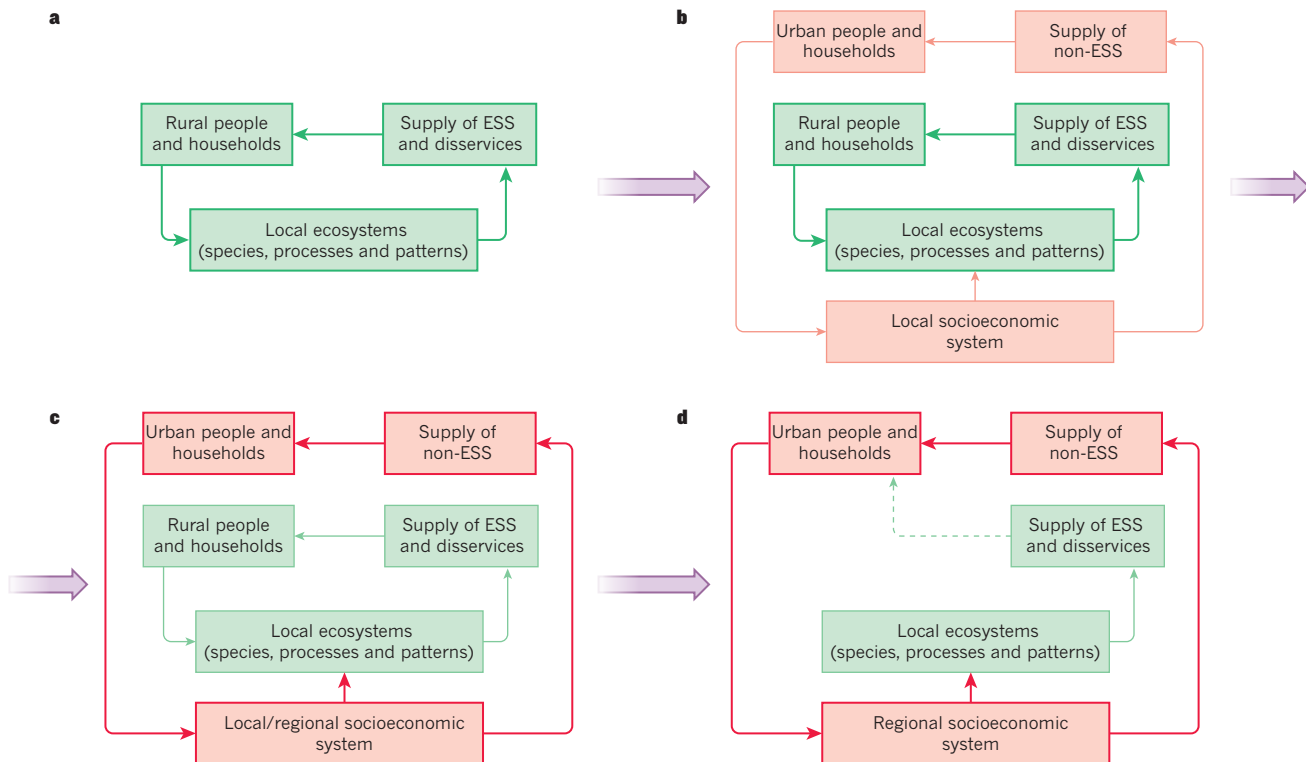 a
Rural people
and households
Supply of ESS
and disservices
Local ecosystems
(species, processes and patterns)
b
Urban people and
households
Supply of
non-ESS
Rural people
and households
Supply of ESS
and disservices
Local ecosystems
(species, processes and patterns)
Local socioeconomic
system
c
Urban people and
households
Supply of
non-ESS
Rural people
and households
Supply of ESS
and disservices
Local ecosystems
(species, processes and patterns)
Local/regional socioeconomic
system
d
Urban people and
households
Supply of
non-ESS
Supply of ESS
and disservices
Local ecosystems
(species, processes and patterns)
Regional socioeconomic
system